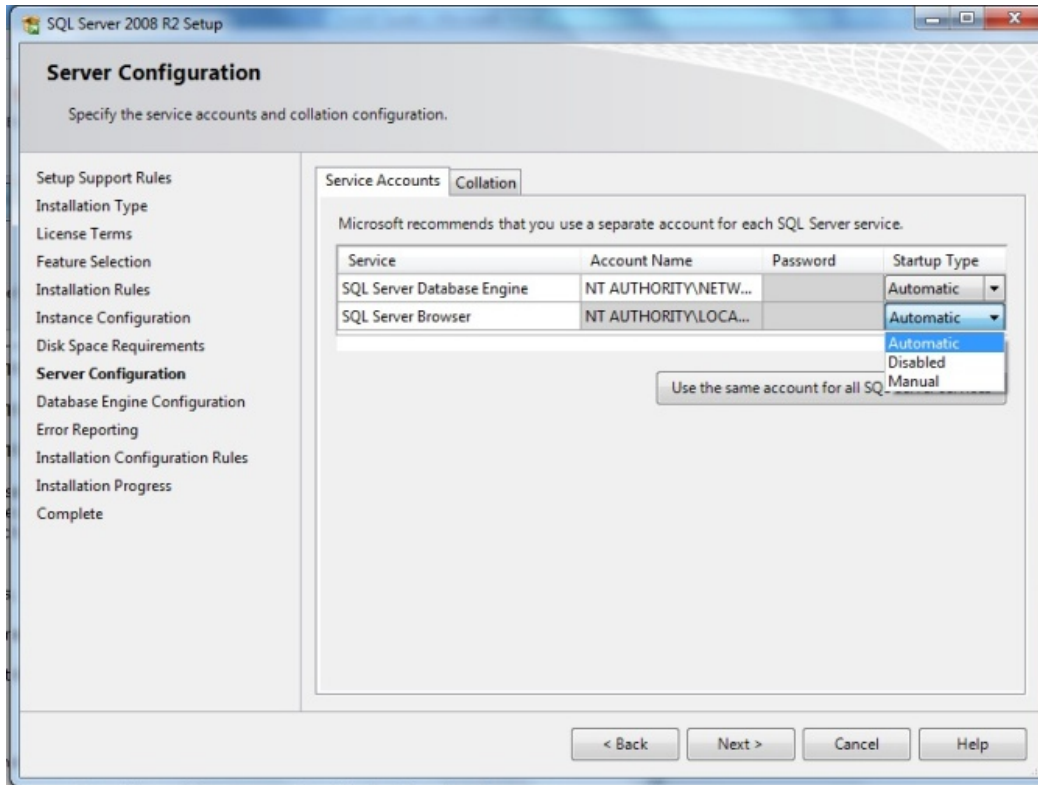 SQL Server 2008 R2 Setup
Server Configuration
Specify the service accounts and collation configuration.
Setup Support Rules
Installation Type
License Terms
Feature Selection
Installation Rules
Instance Configuration
Disk Space Requirements
Server Configuration
Database Engine Configuration
Error Reporting
Installation Configuration Rules
Installation Progress
Complete
Service Accounts Collation
Microsoft recommends that you use a separate account for each SQL Server service.
Service Account Name Password Startup Type
SQL Server Database Engine NT AUTHORITY\NETW... Automatic
SQL Server Browser NT AUTHORITY\LOCA... Automatic
Automatic
Disabled
Manual
Use the same account for all SQL
< Back Next > Cancel Help